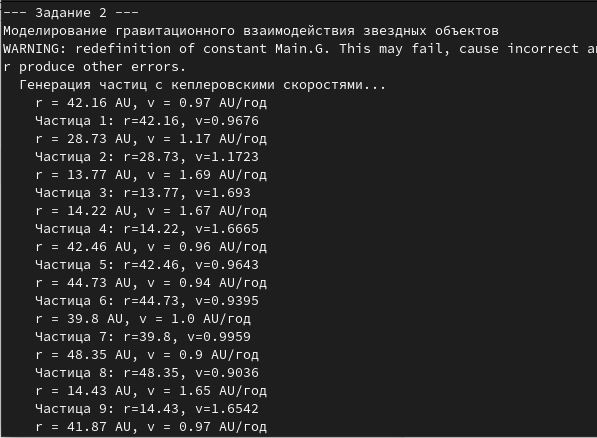 --- Задание 2 ---
Моделирование гравитационного взаимодействия звездных объектов
WARNING: redefinition of constant Main.G. This may fail, cause incorrect a
r produce other errors.
Генерация частиц с кеплеровскими скоростями...
r = 42.16 AU, v = 0.97 AU/год
Частица 1: r=42.16, v=0.9676
r = 28.73 AU, v = 1.17 AU/год
Частица 2: r=28.73, v=1.1723
r = 13.77 AU, v = 1.69 AU/год
Частица 3: r=13.77, v=1.693
r = 14.22 AU, v = 1.67 AU/год
Частица 4: r=14.22, v=1.6665
r = 42.46 AU, v = 0.96 AU/год
Частица 5: r=42.46, v=0.9643
r = 44.73 AU, v = 0.94 AU/год
Частица 6: r=44.73, v=0.9395
r = 39.8 AU, v = 1.0 AU/год
Частица 7: r=39.8, v=0.9959
r = 48.35 AU, v = 0.9 AU/год
Частица 8: r=48.35, v=0.9036
r = 14.43 AU, v = 1.65 AU/год
Частица 9: r=14.43, v=1.6542
r = 41.87 AU, v = 0.97 AU/год